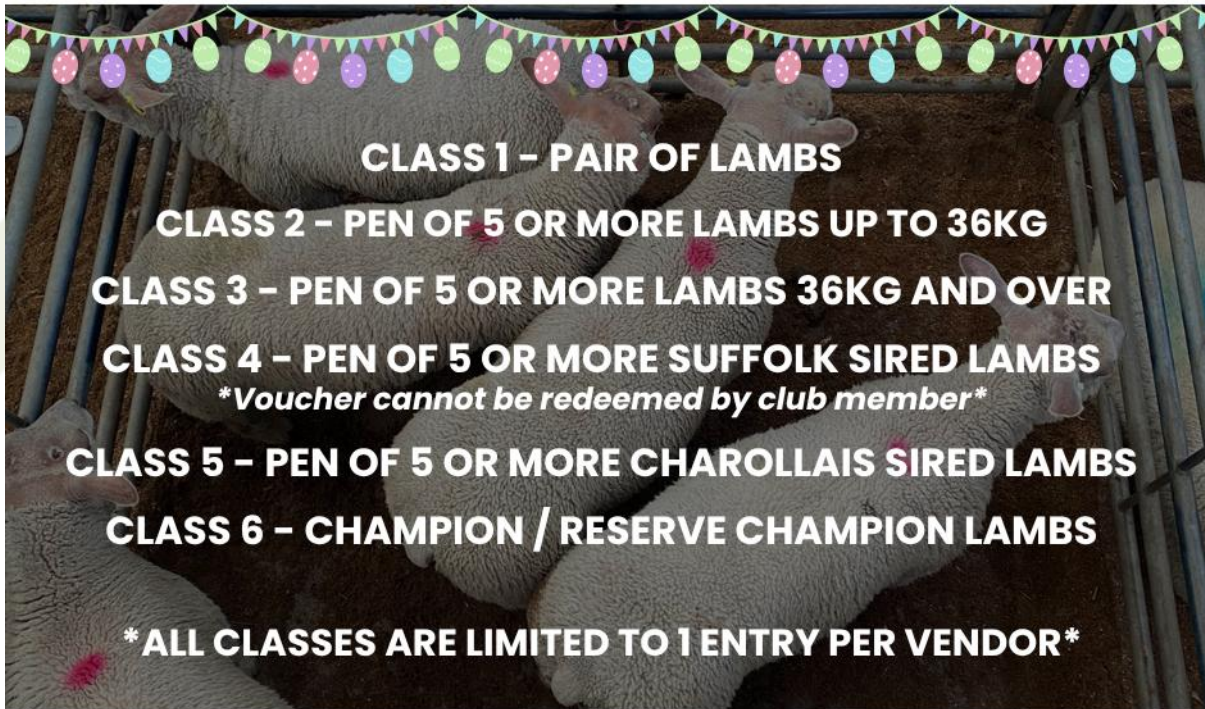 CLASS 1 - PAIR OF LAMBS
CLASS 2 - PEN OF 5 OR MORE LAMBS UP TO 36KG
CLASS 3 - PEN OF 5 OR MORE LAMBS 36KG AND OVER
CLASS 4 - PEN OF 5 OR MORE SUFFOLK SIRED LAMBS
*Voucher cannot be redeemed by club member*
CLASS 5 - PEN OF 5 OR MORE CHAROLLAIS SIRED LAMBS
CLASS 6 - CHAMPION / RESERVE CHAMPION LAMBS
*ALL CLASSES ARE LIMITED TO 1 ENTRY PER VENDOR*